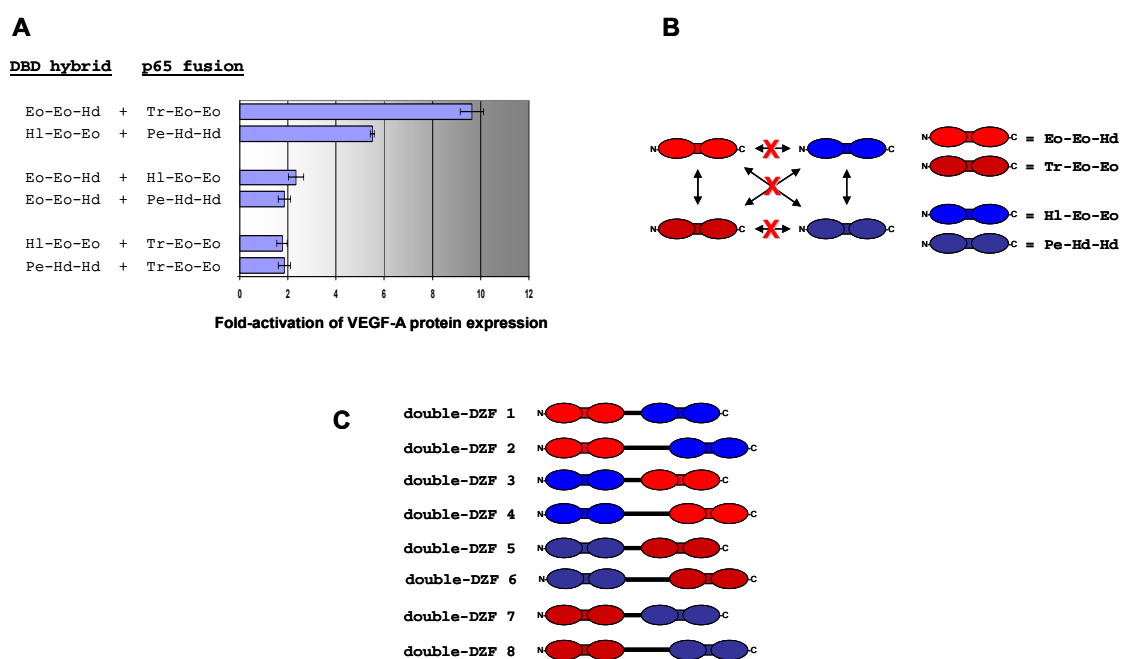 A
DBD hybrid p65 fusion
Eo-Eo-Hd + Tr-Eo-Eo
Hl-Eo-Eo + Pe-Hd-Hd
Eo-Eo-Hd + Hl-Eo-Eo
Eo-Eo-Hd + Pe-Hd-Hd
Hl-Eo-Eo + Tr-Eo-Eo
Pe-Hd-Hd + Tr-Eo-Eo
0 2 4 6 8 10 12
Fold-activation of VEGF-A protein expression
B
N C X N C
X
N C X N C
N C = Eo-Eo-Hd
N C = Tr-Eo-Eo
N C = Hl-Eo-Eo
N C = Pe-Hd-Hd
C
double-DZF 1 N C
double-DZF 2 N C
double-DZF 3 N C
double-DZF 4 N C
double-DZF 5 N C
double-DZF 6 N C
double-DZF 7 N C
double-DZF 8 N C